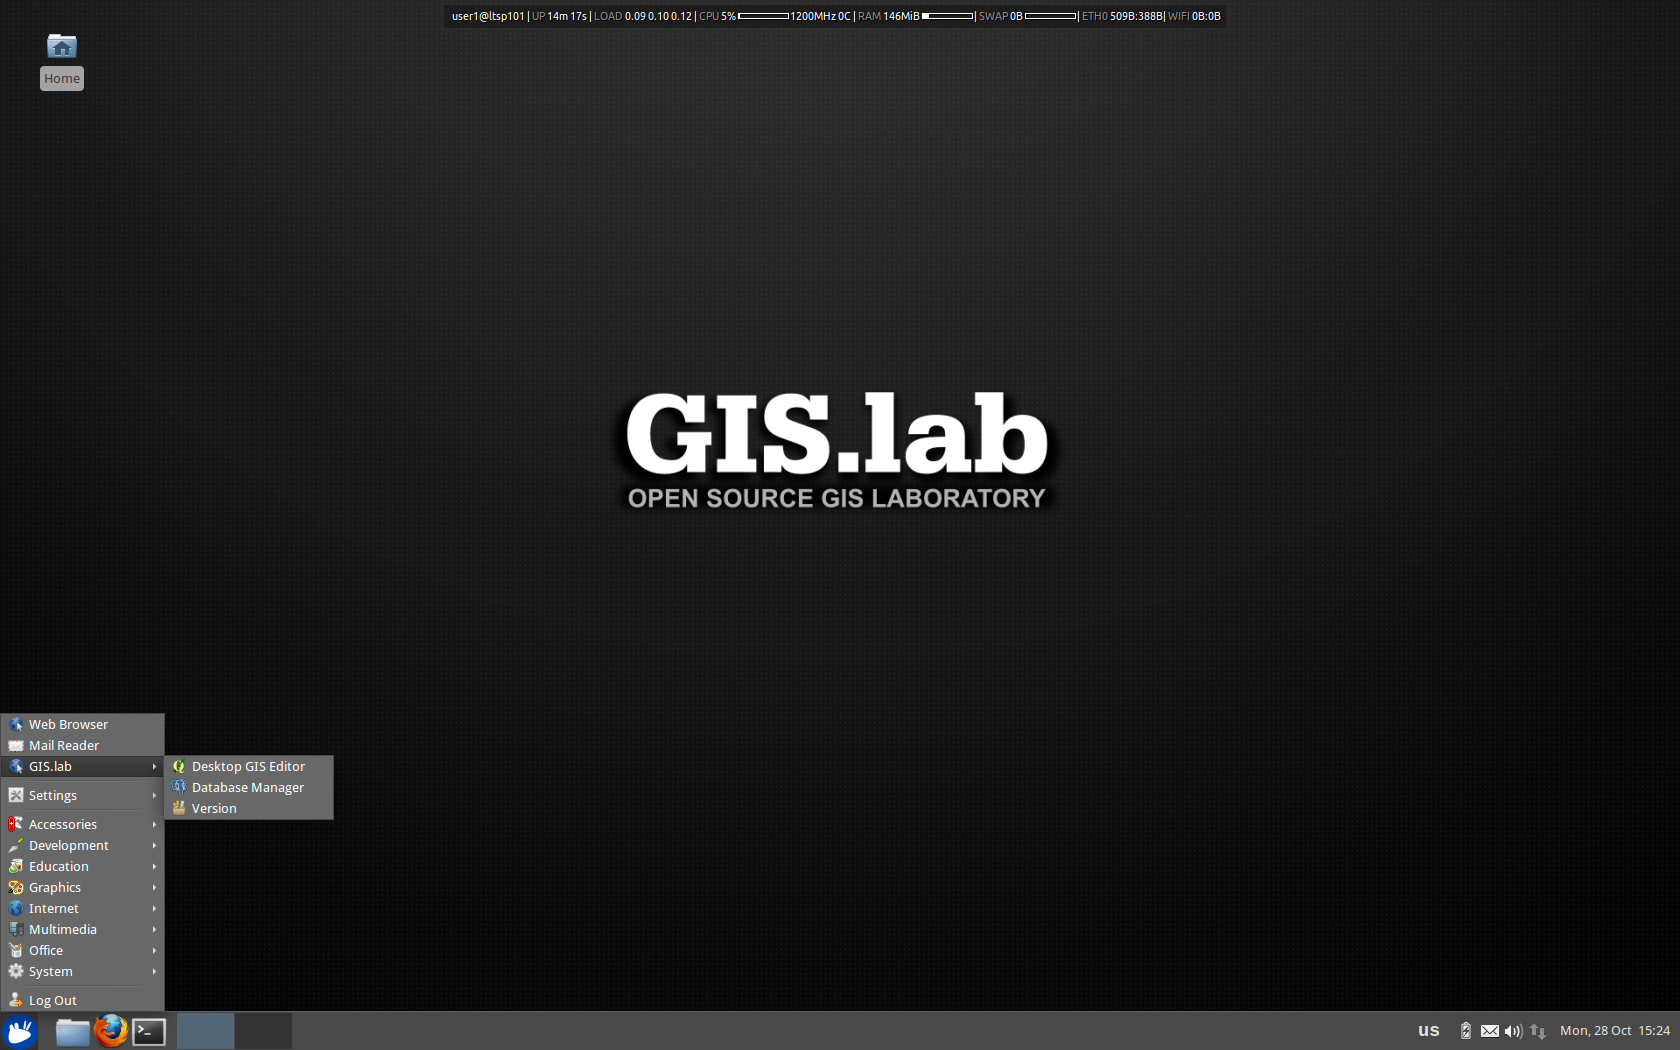 user1@ltsp101 | UP 14m 17s | LOAD 0.09 0.10 0.12 | CPU 5% 1200MHz 0C | RAM 146MiB | SWAP 0B | ETH0 509B:388B| WIFI 0B:0B
Home
GIS.lab
OPEN SOURCE GIS LABORATORY
Web Browser
Mail Reader
GIS.lab
Desktop GIS Editor
Database Manager
Version
Settings
Accessories
Development
Education
Graphics
Internet
Multimedia
Office
System
Log Out
us
Mon, 28 Oct 15:24